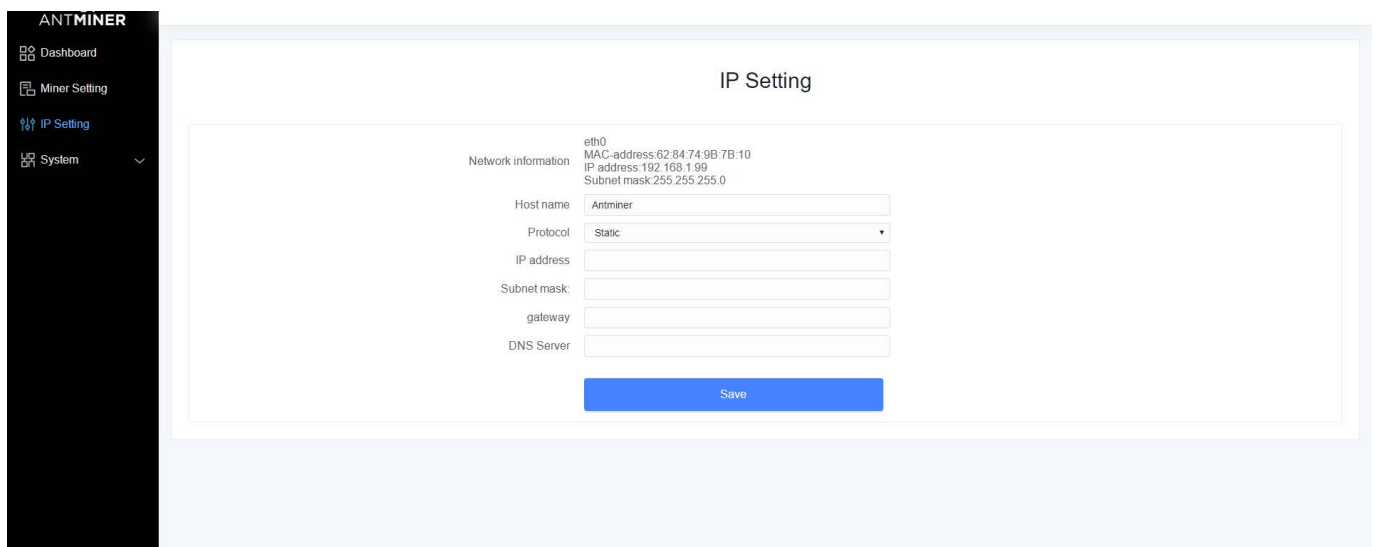 ANTMINER
Dashboard
Miner Setting
IP Setting
System
IP Setting
Network information
eth0
MAC-address:62:84:74:9B:7B:10
IP address:192.168.1.99
Subnet mask:255.255.255.0
Host name Antminer
Protocol Static
IP address
Subnet mask:
gateway
DNS Server
Save